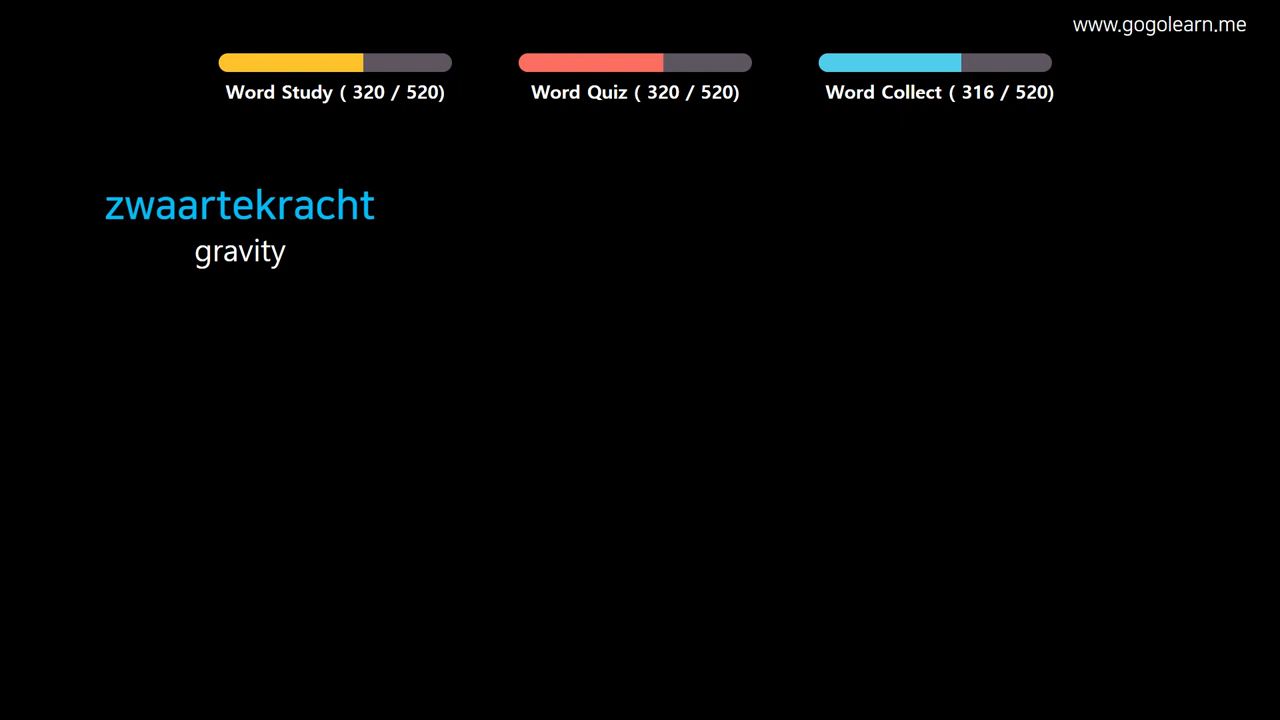 www.gogolearn.me
Word Study ( 320 / 520)
Word Quiz ( 320 / 520)
Word Collect ( 316 / 520)
zwaartekracht
gravity